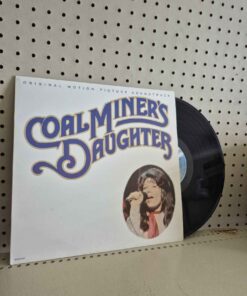 ORIGINAL MOTION PICTURE SOUNDTRACK
COAL MINER'S
DAUGHTER